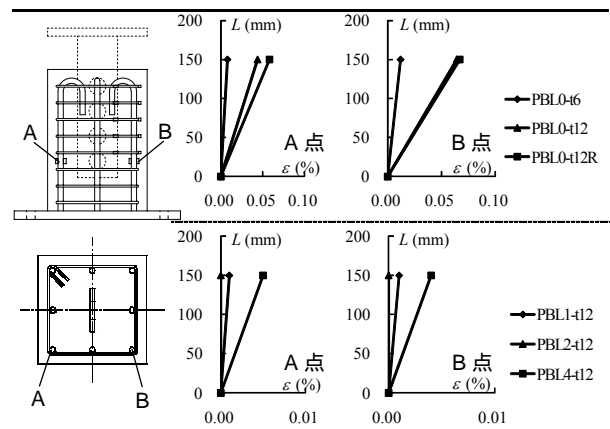 200 L (mm)
150
100
50
0
A 点
ε (%)
0.00 0.05 0.10
200 L (mm)
150
100
50
0
B 点
ε (%)
0.00 0.05 0.10
PBL0-t6
PBL0-t12
PBL0-t12R
A B
200 L (mm)
150
100
50
0
A 点
ε (%)
0.00 0.01
200 L (mm)
150
100
50
0
B 点
ε (%)
0.00 0.01
PBL1-t12
PBL2-t12
PBL4-t12
A B